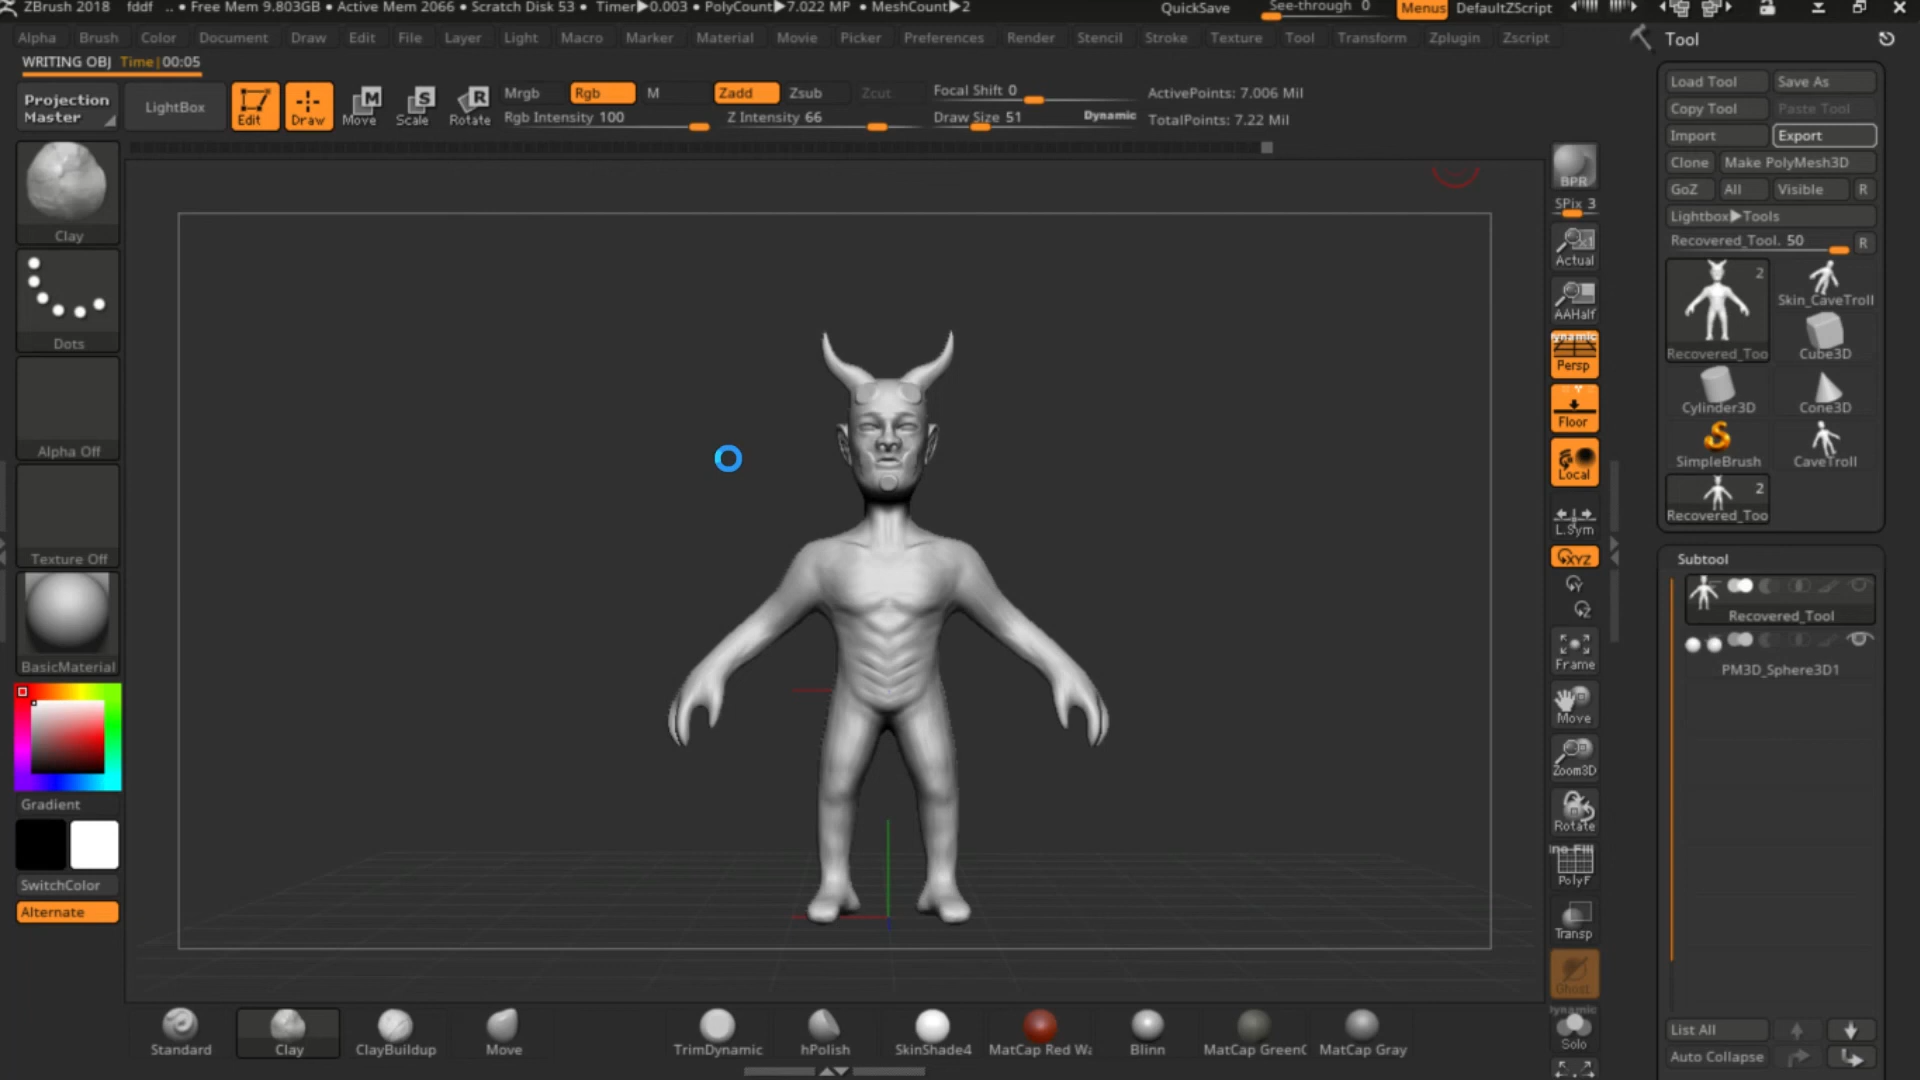 ZBrush 2018 fddf .. • Free Mem 9.803GB • Active Mem 2066 • Scratch Disk 53 • Timer▶0.003 • PolyCount▶7.022 MP • MeshCount▶2
QuickSave See-through 0 Menus DefaultZScript
Alpha Brush Color Document Draw Edit File Layer Light Macro Marker Material Movie Picker Preferences Render Stencil Stroke Texture Tool Transform Zplugin Zscript
WRITING OBJ Time|00:05
Projection Master
LightBox
Edit
Draw
Move
Scale
Rotate
Mrgb Rgb M
Rgb Intensity 100
Zadd Zsub Zcut
Z Intensity 66
Focal Shift 0
Draw Size 51
Dynamic
ActivePoints: 7.006 Mil
TotalPoints: 7.22 Mil
Clay
Dots
Alpha Off
Texture Off
BasicMaterial
Gradient
SwitchColor
Alternate
BPR
SPix 3
Actual
AAHalf
Persp
Floor
Local
L.Sym
XYZ
Frame
Move
Zoom3D
Rotate
PolyF
Transp
Ghost
Dynamic
Solo
Tool
Load Tool Save As
Copy Tool Paste Tool
Import Export
Clone Make PolyMesh3D
GoZ All Visible R
Lightbox▶Tools
Recovered_Tool. 50 R
2
Recovered_Too
Skin_CaveTroll
Cube3D
Cylinder3D
Cone3D
SimpleBrush
CaveTroll
2
Recovered_Too
Subtool
Recovered_Tool
PM3D_Sphere3D1
List All
Auto Collapse
Standard
Clay
ClayBuildup
Move
TrimDynamic
hPolish
SkinShade4
MatCap Red Wa
Blinn
MatCap GreenC
MatCap Gray